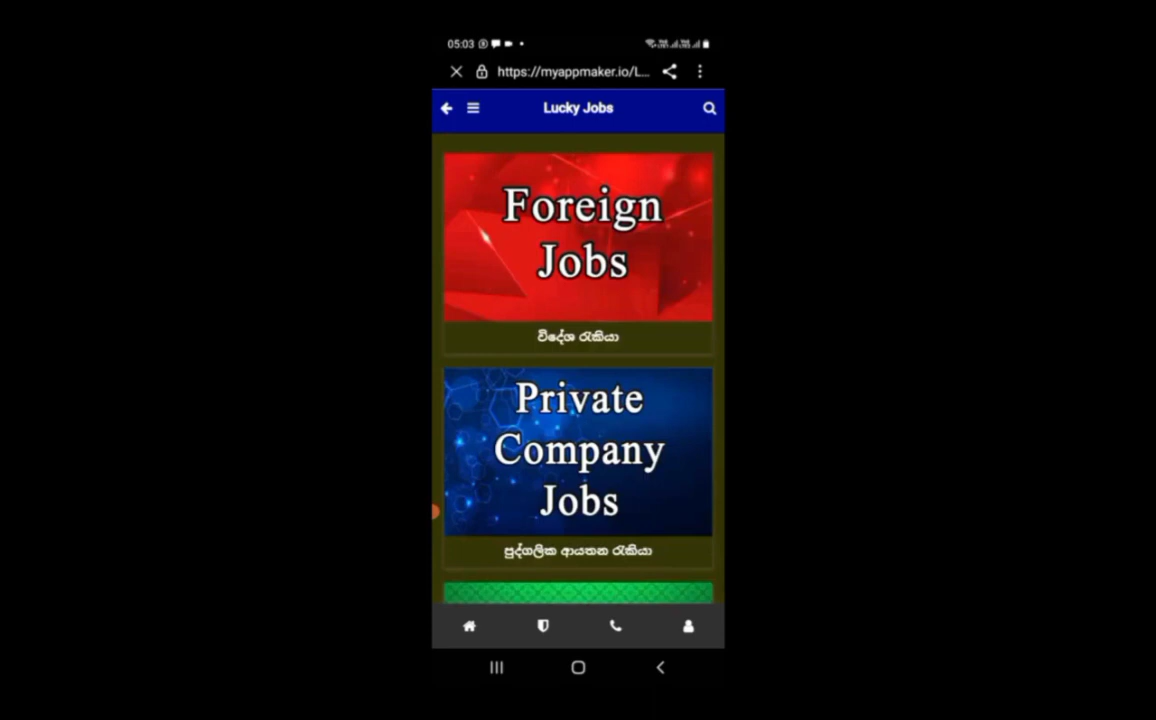 05:03
https://myappmaker.io/L...
Lucky Jobs
Foreign
Jobs
විදේශ රැකියා
Private
Company
Jobs
පුද්ගලික ආයතන රැකියා